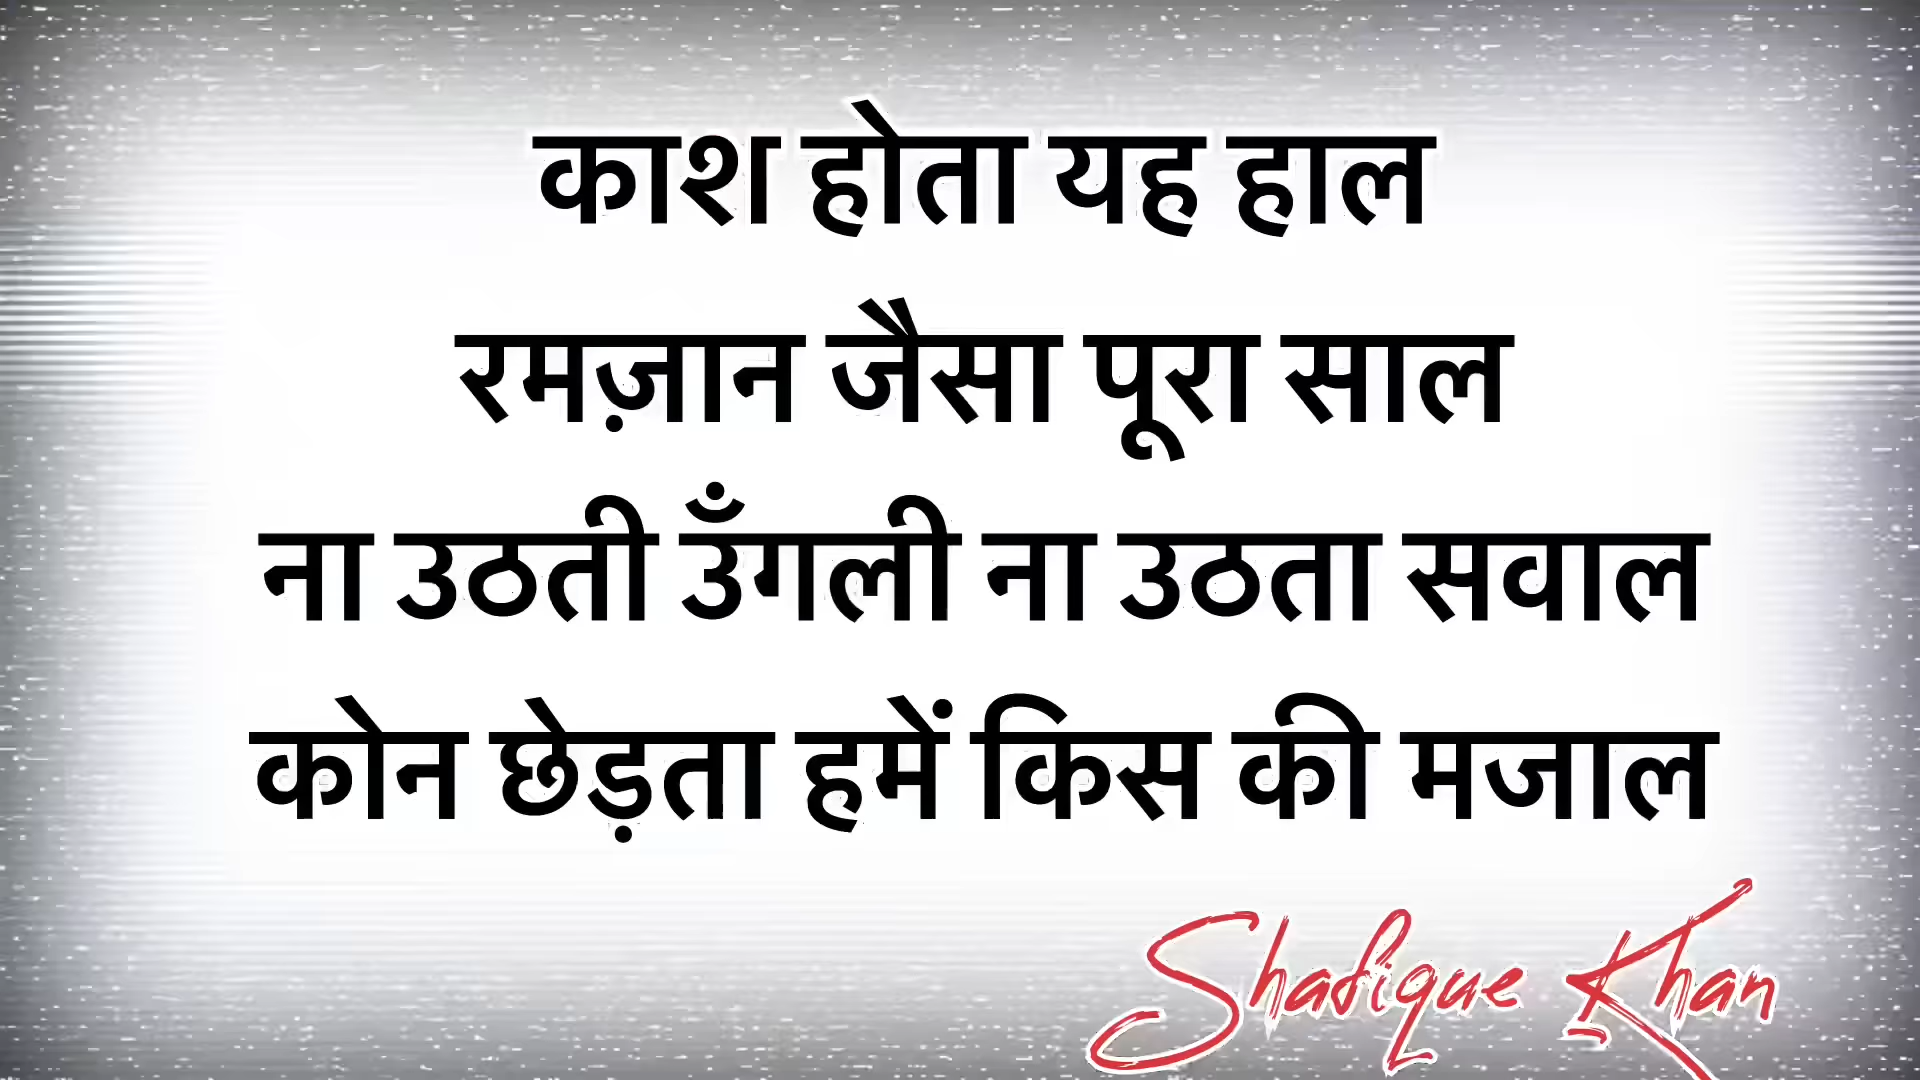 काश होता यह हाल
रमज़ान जैसा पूरा साल
ना उठती उँगली ना उठता सवाल
कोन छेड़ता हमें किस की मजाल
Shafique Khan